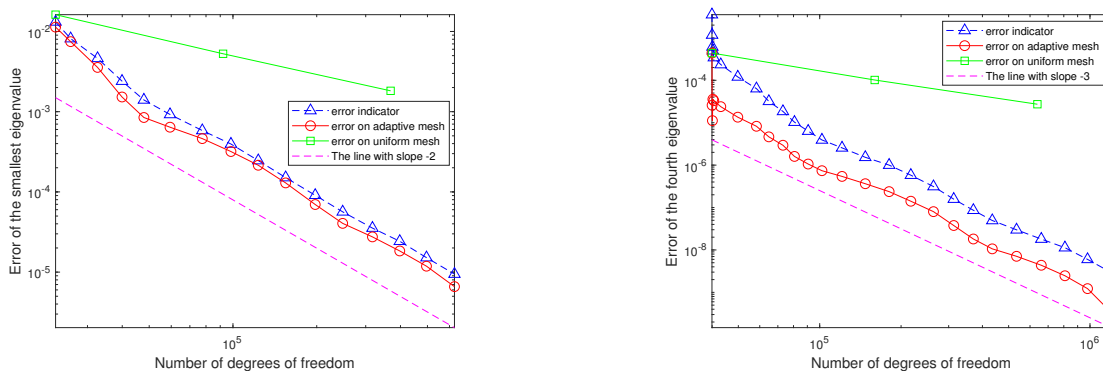 Error of the smallest eigenvalue
10^-2
10^-3
10^-4
10^-5
error indicator
error on adaptive mesh
error on uniform mesh
The line with slope -2
10^5
Number of degrees of freedom
Error of the fourth eigenvalue
10^-4
10^-6
10^-8
error indicator
error on adaptive mesh
error on uniform mesh
The line with slope -3
10^5
10^6
Number of degrees of freedom